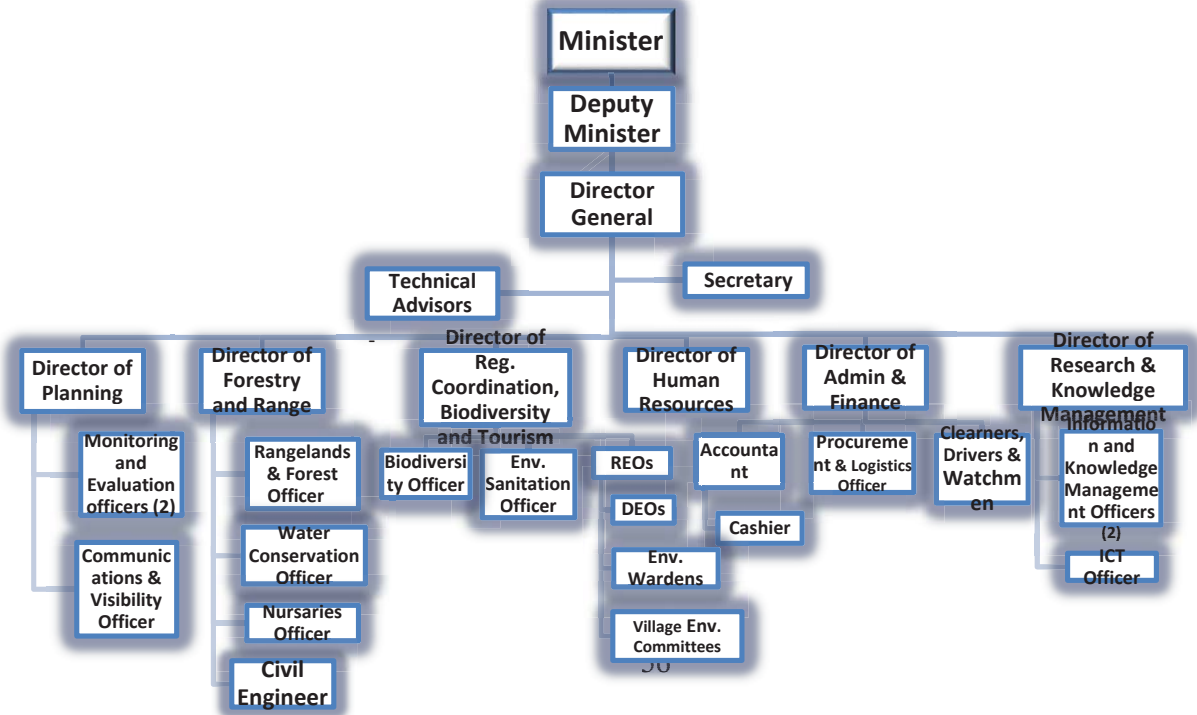 Minister
Deputy
Minister
Director
General
Technical
Advisors
Secretary
-
Director of
Planning
Director of
Forestry
and Range
Director of
Reg.
Coordination,
Biodiversity
and Tourism
Director of
Human
Resources
Director of
Admin &
Finance
Director of
Research &
Knowledge
Management
Monitoring
and
Evaluation
officers (2)
Communic
ations &
Visibility
Officer
Rangelands
& Forest
Officer
Water
Conservation
Officer
Nursaries
Officer
Civil
Engineer
Biodiversi
ty Officer
Env.
Sanitation
Officer
REOs
DEOs
Env.
Wardens
Village Env.
Committees
Accounta
nt
Cashier
Procureme
nt & Logistics
Officer
Clearners,
Drivers &
Watchm
en
Informatio
n and
Knowledge
Manageme
nt Officers
(2)
ICT
Officer